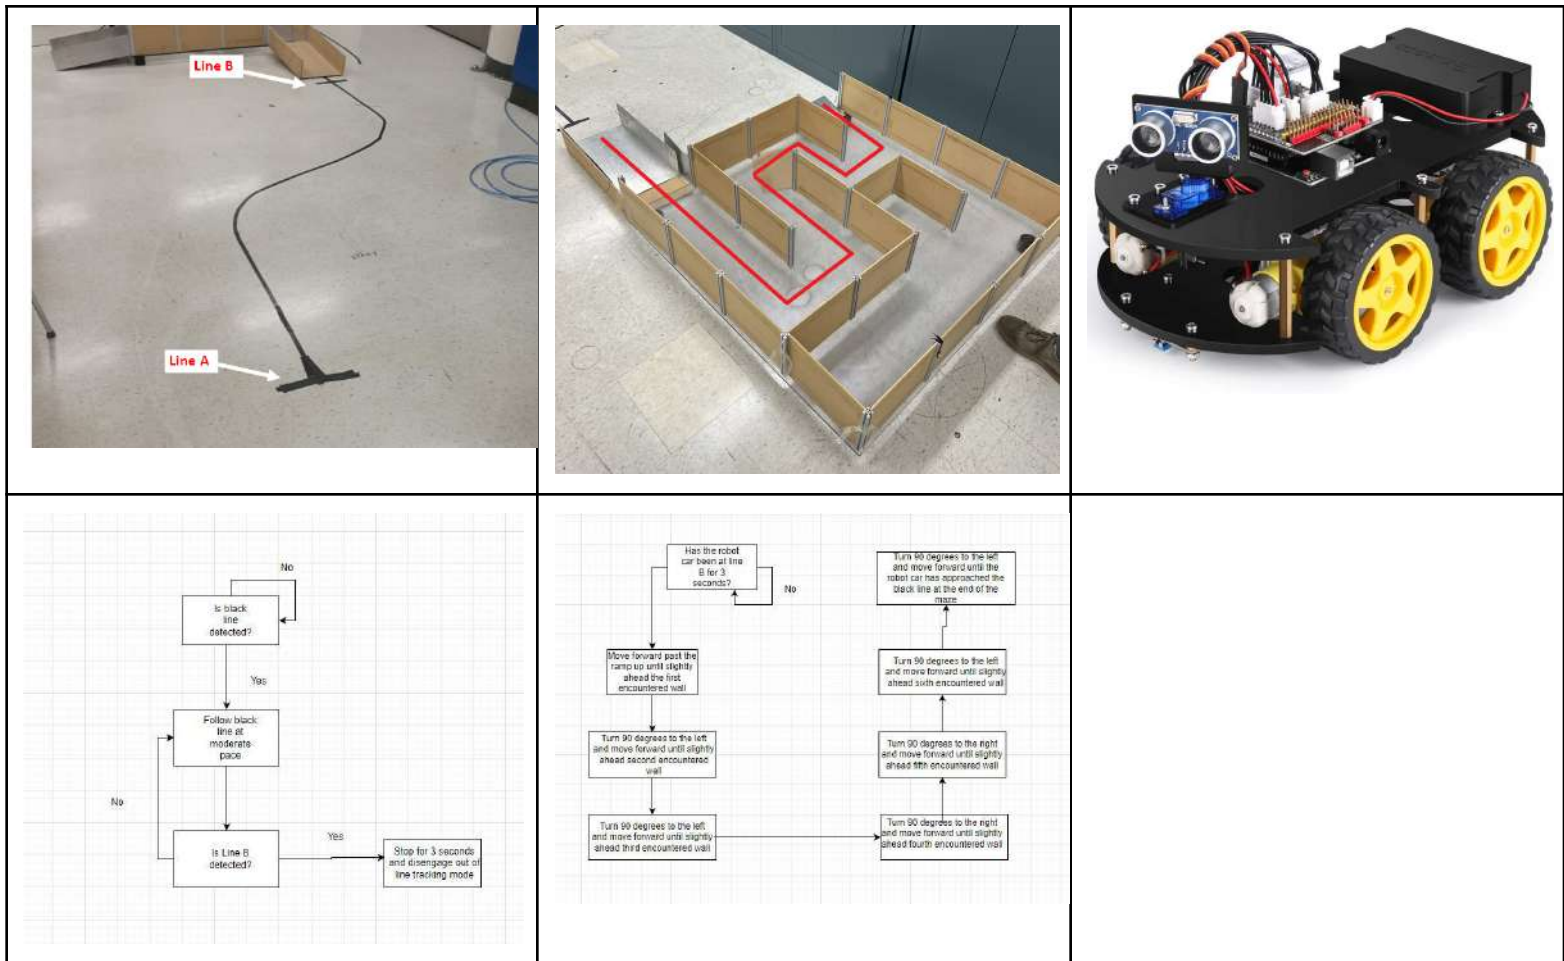 Line B
Line A
No
Is black
line
detected?
Yes
Follow black
line at
moderate
pace
No
Is Line B
detected?
Yes
Stop for 3 seconds
and disengage out of
line tracking mode
Has the robot
car been at line
B for 3
seconds?
No
Move forward past the
ramp up until slightly
ahead the first
encountered wall
Turn 90 degrees to the left
and move forward until slightly
ahead second encountered
wall
Turn 90 degrees to the left
and move forward until slightly
ahead third encountered wall
Turn 90 degrees to the right
and move forward until slightly
ahead fourth encountered wall
Turn 90 degrees to the right
and move forward until slightly
ahead fifth encountered wall
Turn 90 degrees to the left
and move forward until slightly
ahead sixth encountered wall
Turn 90 degrees to the left
and move forward until the
robot car has approached the
black line at the end of the
maze